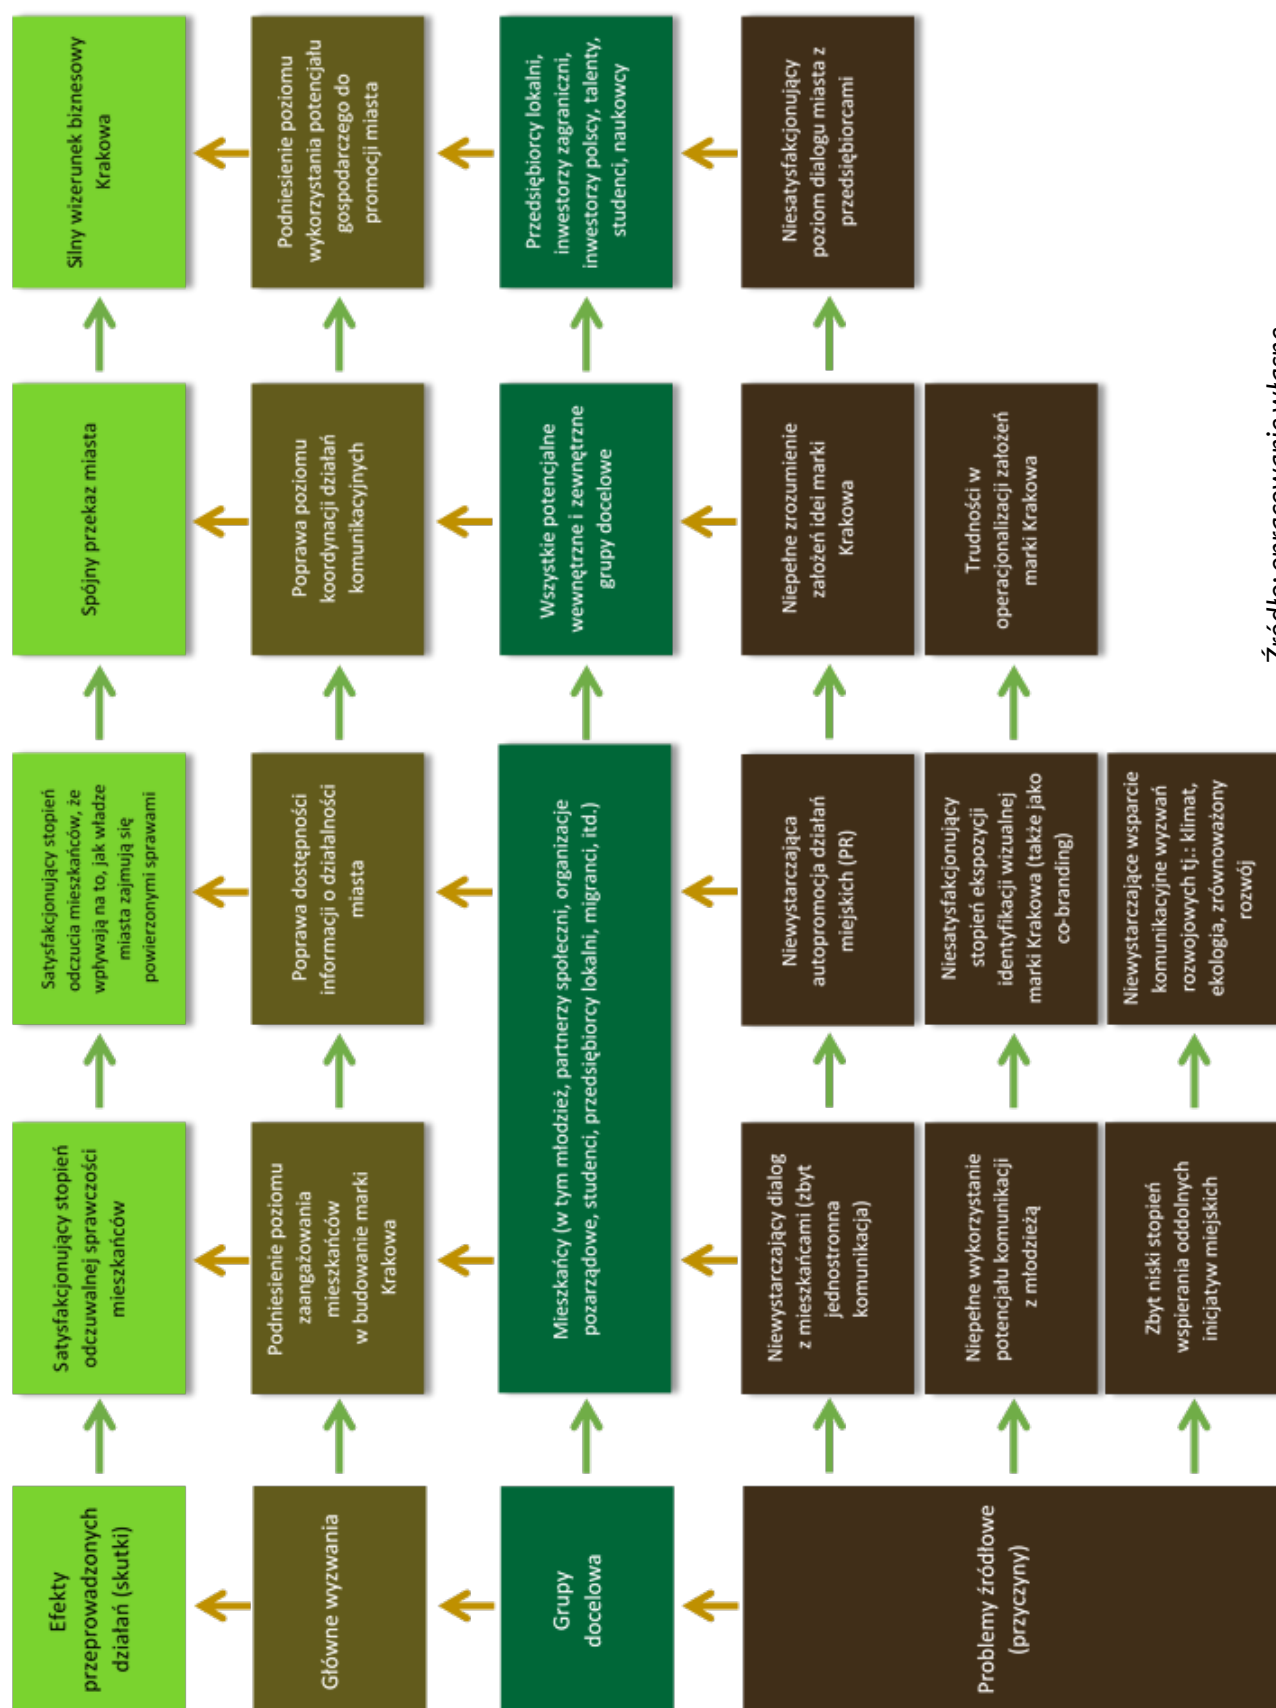 Efekty
przeprowadzonych
działań (skutki)
Satysfakcjonujący stopień
odczuwalnej sprawczości
mieszkańców
Satysfakcjonujący stopień
odczucia mieszkańców, że
wpływają na to, jak władze
miasta zajmują się
powierzonymi sprawami
Spójny przekaz miasta
Silny wizerunek biznesowy
Krakowa
Główne wyzwania
Podniesienie poziomu
zaangażowania
mieszkańców
w budowanie marki
Krakowa
Poprawa dostępności
informacji o działalności
miasta
Poprawa poziomu
koordynacji działań
komunikacyjnych
Podniesienie poziomu
wykorzystania potencjału
gospodarczego do
promocji miasta
Grupy
docelowa
Mieszkańcy (w tym młodzież, partnerzy społeczni, organizacje
pozarządowe, studenci, przedsiębiorcy lokalni, migranci, itd.)
Wszystkie potencjalne
wewnętrzne i zewnętrzne
grupy docelowe
Przedsiębiorcy lokalni,
inwestorzy zagraniczni,
inwestorzy polscy, talenty,
studenci, naukowcy
Problemy źródłowe
(przyczyny)
Niewystarczający dialog
z mieszkańcami (zbyt
jednostronna
komunikacja)
Niewystarczająca
autopromocja działań
miejskich (PR)
Niepełne zrozumienie
założeń idei marki
Krakowa
Niesatysfakcjonujący
poziom dialogu miasta z
przedsiębiorcami
Niepełne wykorzystanie
potencjału komunikacji
z młodzieżą
Niesatysfakcjonujący
stopień ekspozycji
identyfikacji wizualnej
marki Krakowa (także jako
co-branding)
Trudności w
operacjonalizacji założeń
marki Krakowa
Zbyt niski stopień
wspierania oddolnych
inicjatyw miejskich
Niewystarczające wsparcie
komunikacyjne wyzwań
rozwojowych tj.: klimat,
ekologia, zrównoważony
rozwój
Źródło: opracowanie własne